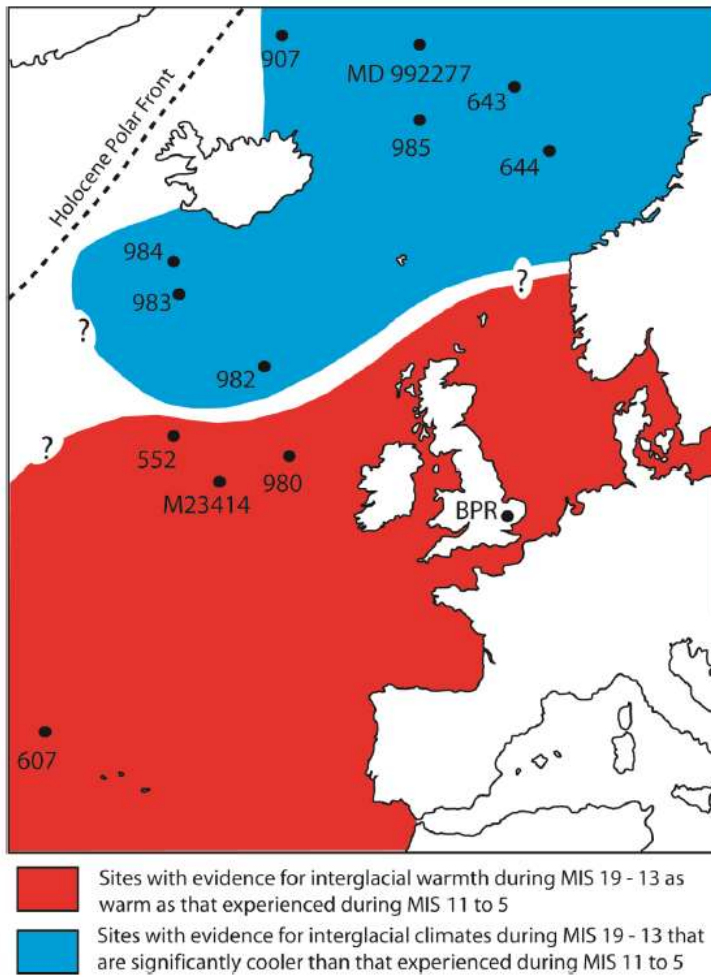 907
MD 992277
643
985
644
Holocene Polar Front
984
983
?
?
982
?
552
980
M23414
BPR
607
Sites with evidence for interglacial warmth during MIS 19 - 13 as
warm as that experienced during MIS 11 to 5
Sites with evidence for interglacial climates during MIS 19 - 13 that
are significantly cooler than that experienced during MIS 11 to 5